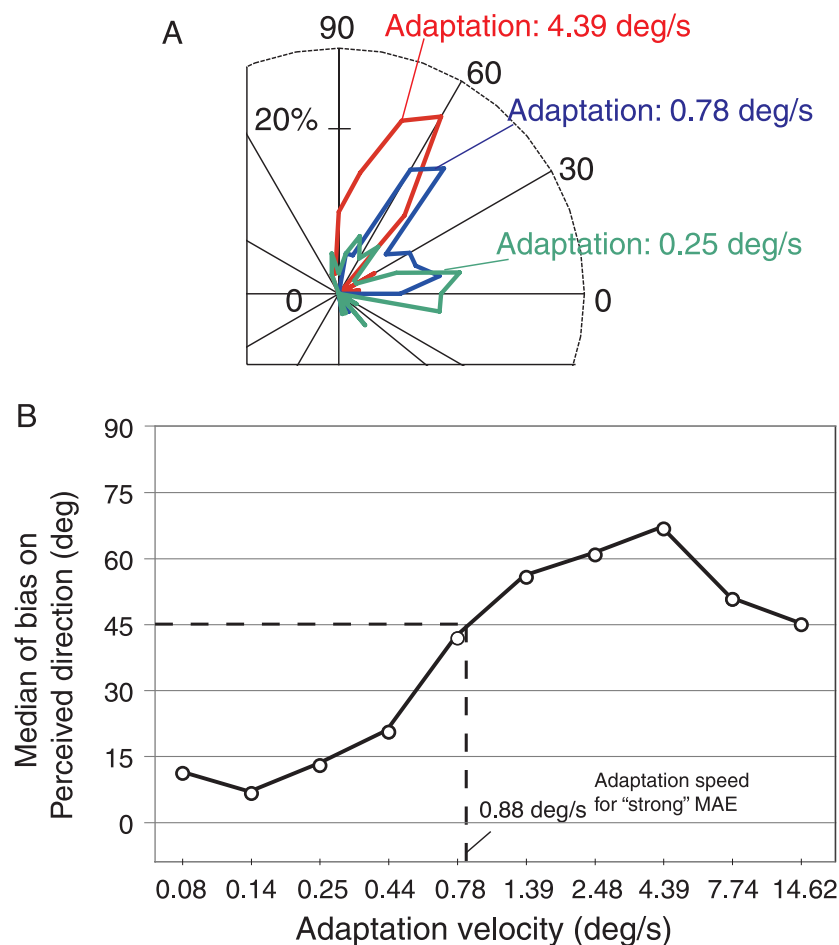 A
90
Adaptation: 4.39 deg/s
60
20%
Adaptation: 0.78 deg/s
30
Adaptation: 0.25 deg/s
0
0
B
Median of bias on
Perceived direction (deg)
90
75
60
45
30
15
0
0.88 deg/s
Adaptation speed
for “strong” MAE
0.08 0.14 0.25 0.44 0.78 1.39 2.48 4.39 7.74 14.62
Adaptation velocity (deg/s)